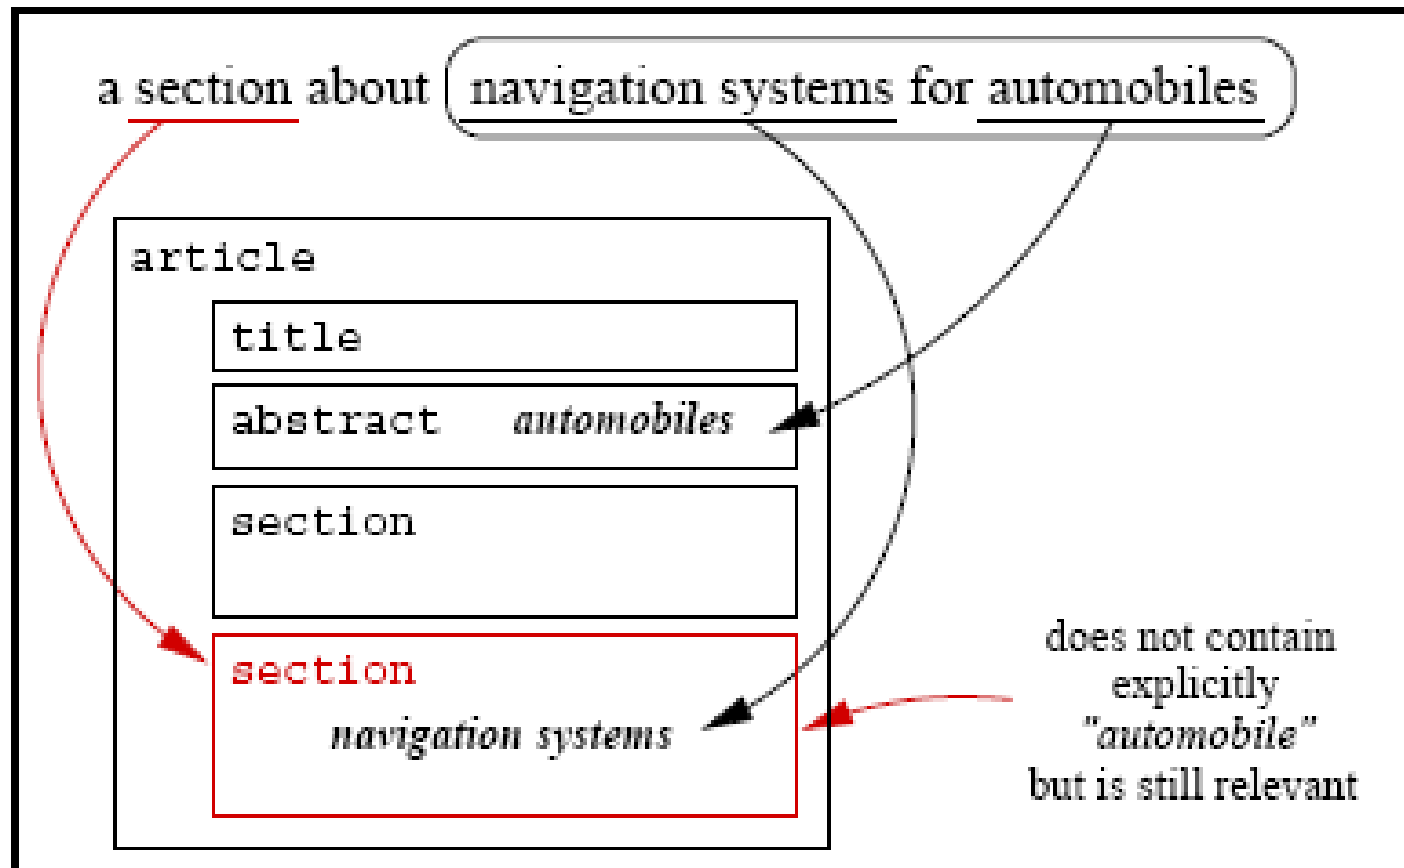 a section about navigation systems for automobiles
article
title
abstract automobiles
section
section
navigation systems
does not contain
explicitly
"automobile"
but is still relevant